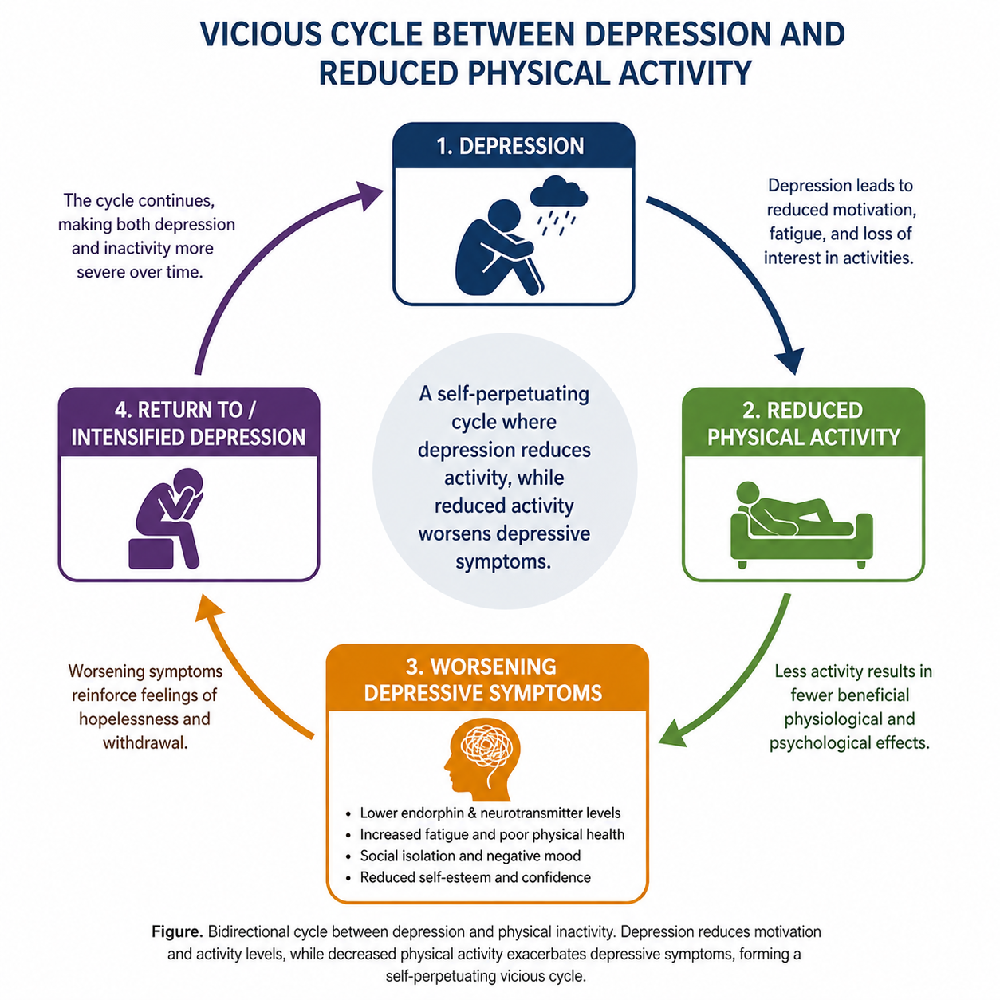 VICIOUS CYCLE BETWEEN DEPRESSION AND
REDUCED PHYSICAL ACTIVITY
1. DEPRESSION
Depression leads to
reduced motivation,
fatigue, and loss of
interest in activities.
2. REDUCED
PHYSICAL ACTIVITY
Less activity results in
fewer beneficial
physiological and
psychological effects.
3. WORSENING
DEPRESSIVE SYMPTOMS
• Lower endorphin & neurotransmitter levels
• Increased fatigue and poor physical health
• Social isolation and negative mood
• Reduced self-esteem and confidence
Worsening symptoms
reinforce feelings of
hopelessness and
withdrawal.
4. RETURN TO /
INTENSIFIED DEPRESSION
The cycle continues,
making both depression
and inactivity more
severe over time.
A self-perpetuating
cycle where
depression reduces
activity, while
reduced activity
worsens depressive
symptoms.
Figure. Bidirectional cycle between depression and physical inactivity. Depression reduces motivation
and activity levels, while decreased physical activity exacerbates depressive symptoms, forming a
self-perpetuating vicious cycle.